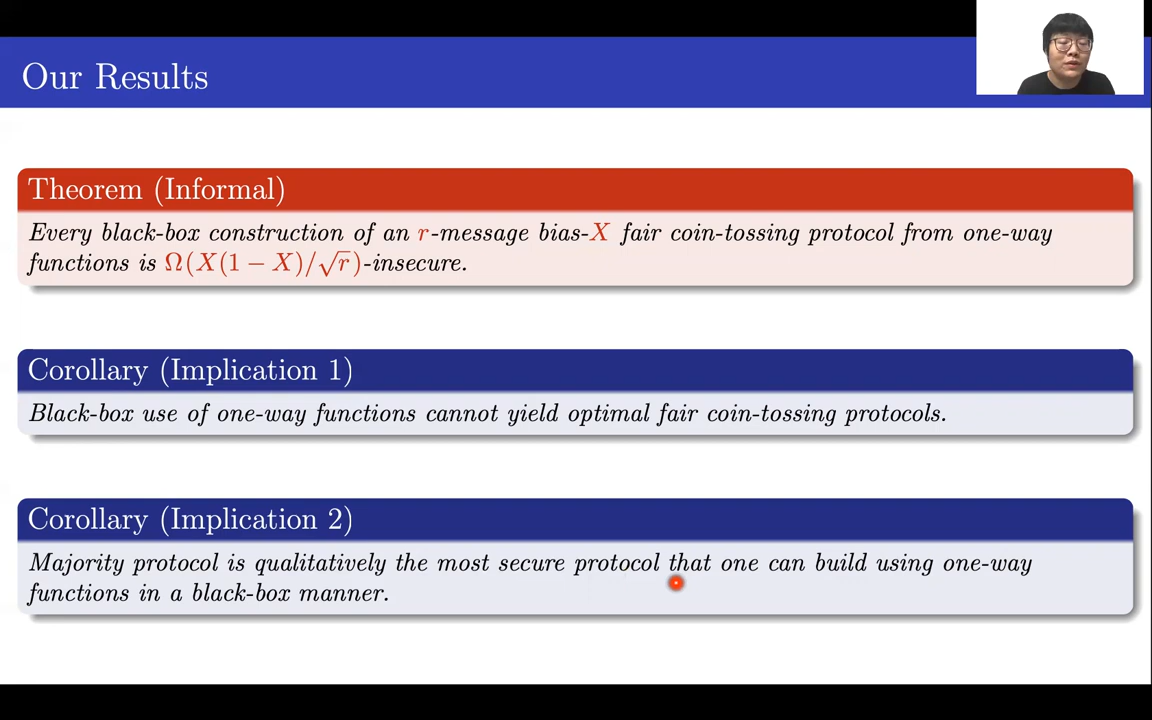 Our Results
Theorem (Informal)
Every black-box construction of an r-message bias-X fair coin-tossing protocol from one-way
functions is Ω(X(1 − X)/√r)-insecure.
Corollary (Implication 1)
Black-box use of one-way functions cannot yield optimal fair coin-tossing protocols.
Corollary (Implication 2)
Majority protocol is qualitatively the most secure protocol that one can build using one-way
functions in a black-box manner.